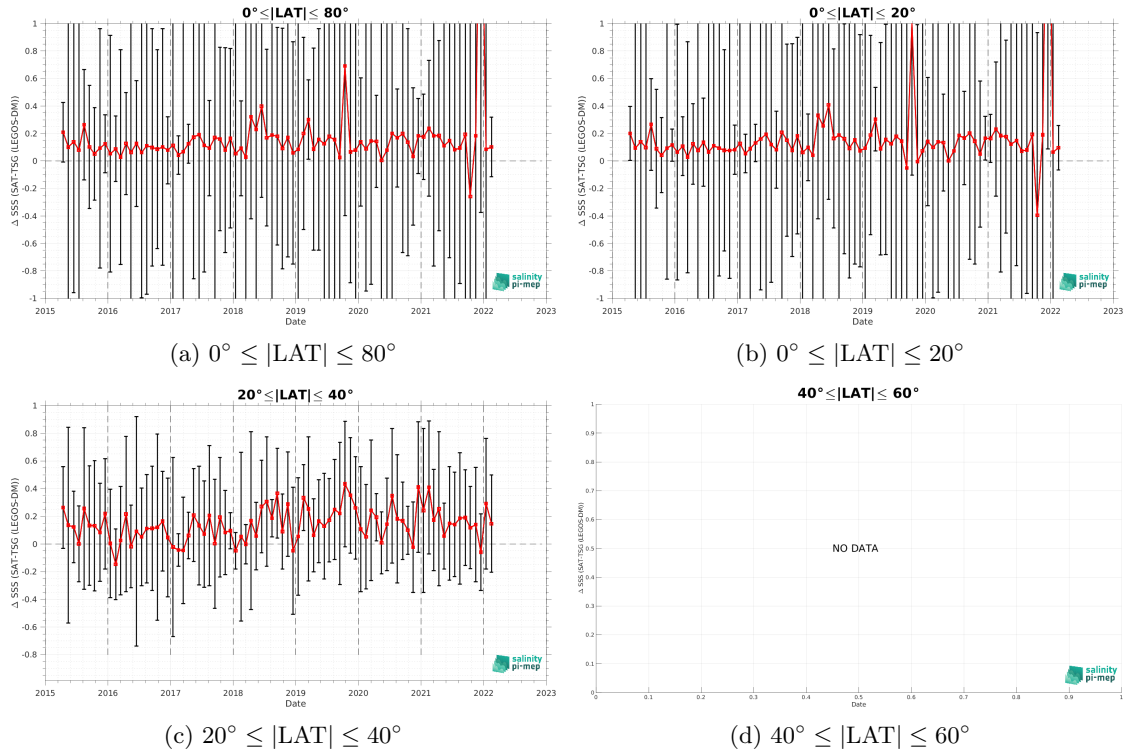 0°≤|LAT|≤ 80°
Δ SSS (SAT-TSG (LEGOS-DM))
1
0.8
0.6
0.4
0.2
0
-0.2
-0.4
-0.6
-0.8
-1
2015 2016 2017 2018 2019 2020 2021 2022 2023
Date
salinity
pi-mep
(a) 0° ≤ |LAT| ≤ 80°
0°≤|LAT|≤ 20°
Δ SSS (SAT-TSG (LEGOS-DM))
1
0.8
0.6
0.4
0.2
0
-0.2
-0.4
-0.6
-0.8
-1
2015 2016 2017 2018 2019 2020 2021 2022 2023
Date
salinity
pi-mep
(b) 0° ≤ |LAT| ≤ 20°
20°≤|LAT|≤ 40°
Δ SSS (SAT-TSG (LEGOS-DM))
1
0.8
0.6
0.4
0.2
0
-0.2
-0.4
-0.6
-0.8
2015 2016 2017 2018 2019 2020 2021 2022 2023
Date
salinity
pi-mep
(c) 20° ≤ |LAT| ≤ 40°
40°≤|LAT|≤ 60°
Δ SSS (SAT-TSG (LEGOS-DM))
1
0.9
0.8
0.7
0.6
0.5
0.4
0.3
0.2
0.1
0
NO DATA
0 0.1 0.2 0.3 0.4 0.5 0.6 0.7 0.8 0.9 1
Date
salinity
pi-mep
(d) 40° ≤ |LAT| ≤ 60°